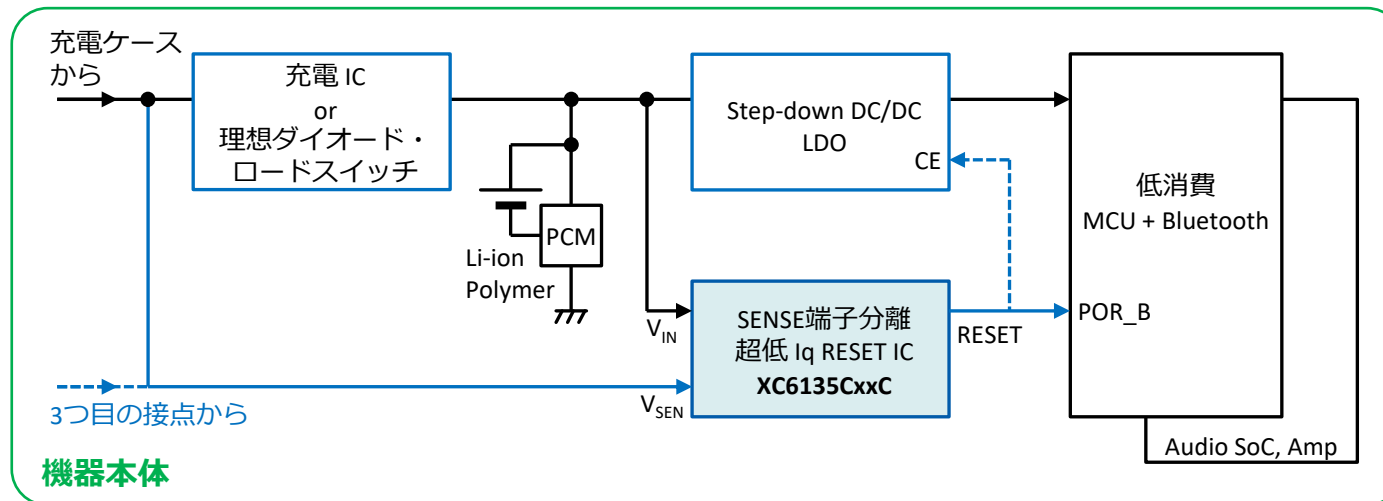 充電ケース
から
充電 IC
or
理想ダイオード・
ロードスイッチ
Step-down DC/DC
LDO
CE
低消費
MCU + Bluetooth
PCM
Li-ion
Polymer
VIN
SENSE端子分離
超低 Iq RESET IC
XC6135CxxC
RESET
POR_B
VSEN
3つ目の接点から
Audio SoC, Amp
機器本体